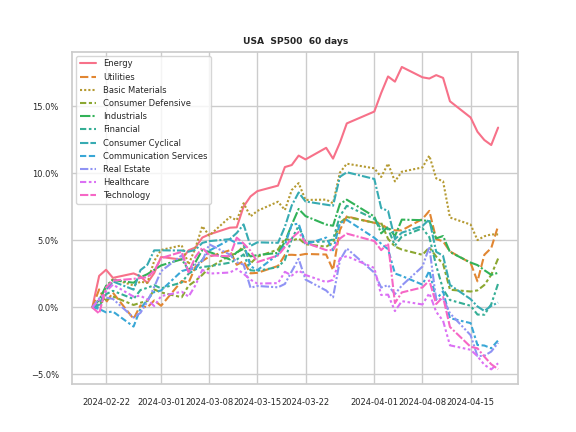 USA SP500 60 days
Energy
Utilities
Basic Materials
Consumer Defensive
Industrials
Financial
Consumer Cyclical
Communication Services
Real Estate
Healthcare
Technology
15.0%
10.0%
5.0%
0.0%
−5.0%
2024-02-22 2024-03-01 2024-03-08 2024-03-15 2024-03-22 2024-04-01 2024-04-08 2024-04-15